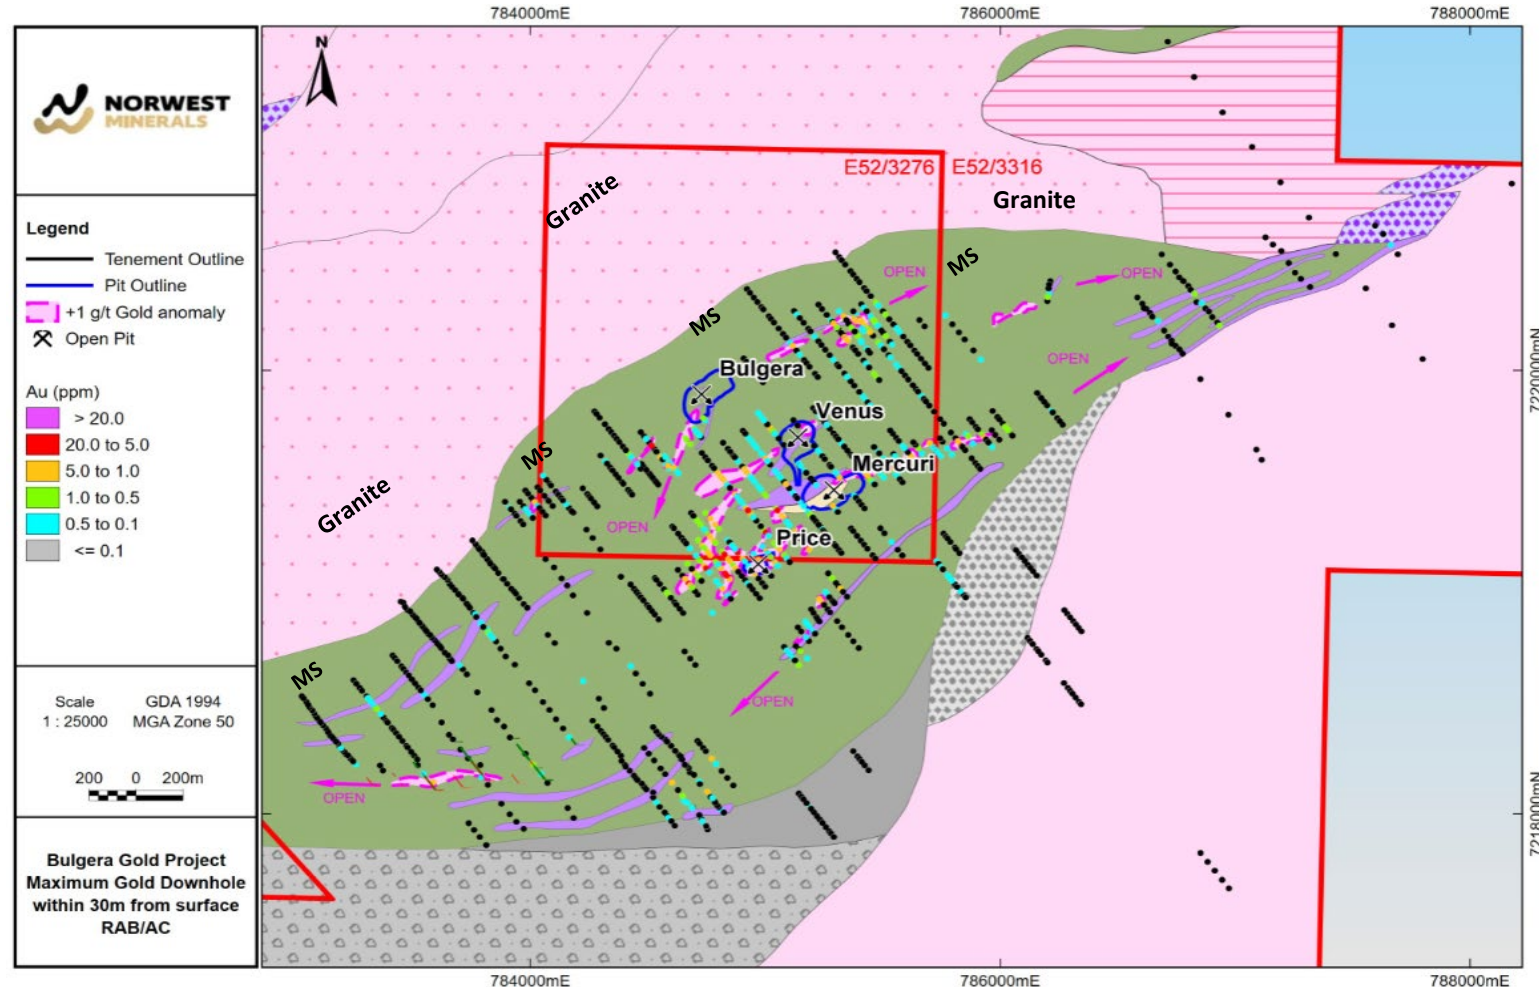 784000mE
786000mE
788000mE
N
NORWEST
MINERALS
E52/3276
E52/3316
Granite
Granite
Legend
Tenement Outline
Pit Outline
+1 g/t Gold anomaly
Open Pit
MS
OPEN
OPEN
MS
OPEN
7220000mN
Bulgera
Venus
Mercuri
Au (ppm)
> 20.0
20.0 to 5.0
5.0 to 1.0
1.0 to 0.5
0.5 to 0.1
<= 0.1
MS
Granite
OPEN
Price
MS
OPEN
Scale
1 : 25000
GDA 1994
MGA Zone 50
200 0 200m
OPEN
7218000mN
Bulgera Gold Project
Maximum Gold Downhole
within 30m from surface
RAB/AC
784000mE
786000mE
788000mE